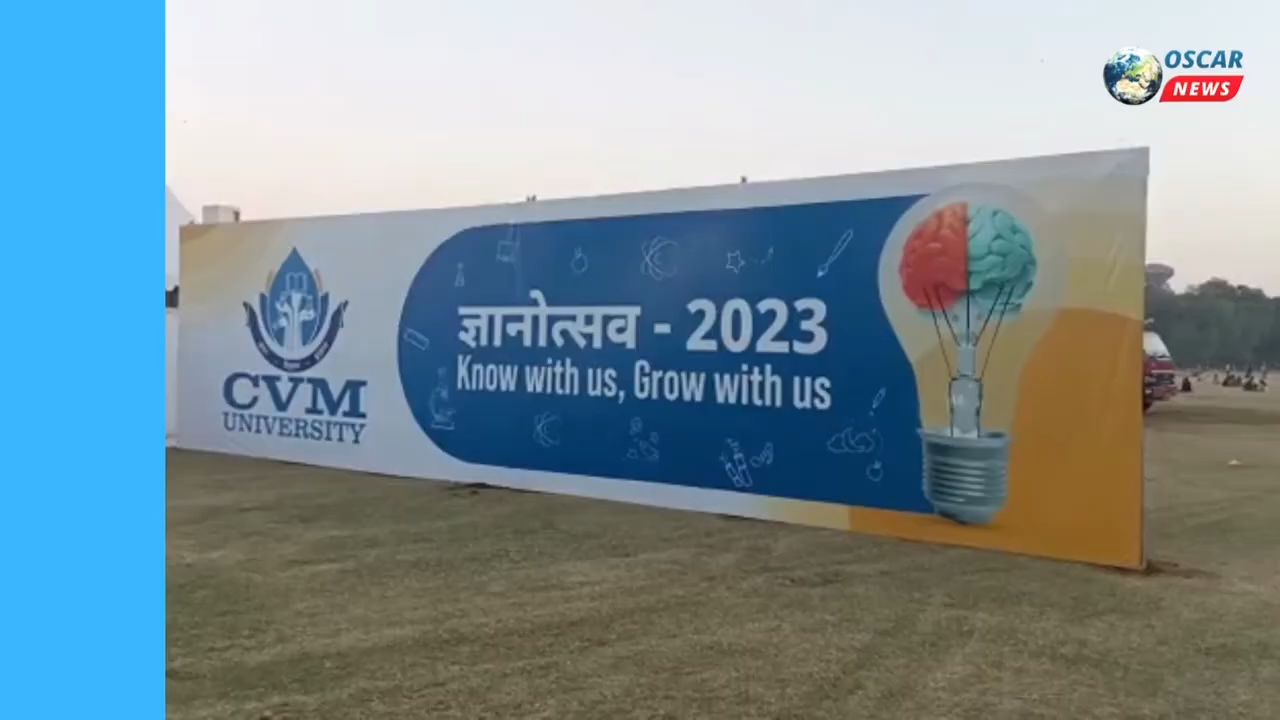 OSCAR
NEWS
CVM
UNIVERSITY
ज्ञानोत्सव - 2023
Know with us, Grow with us